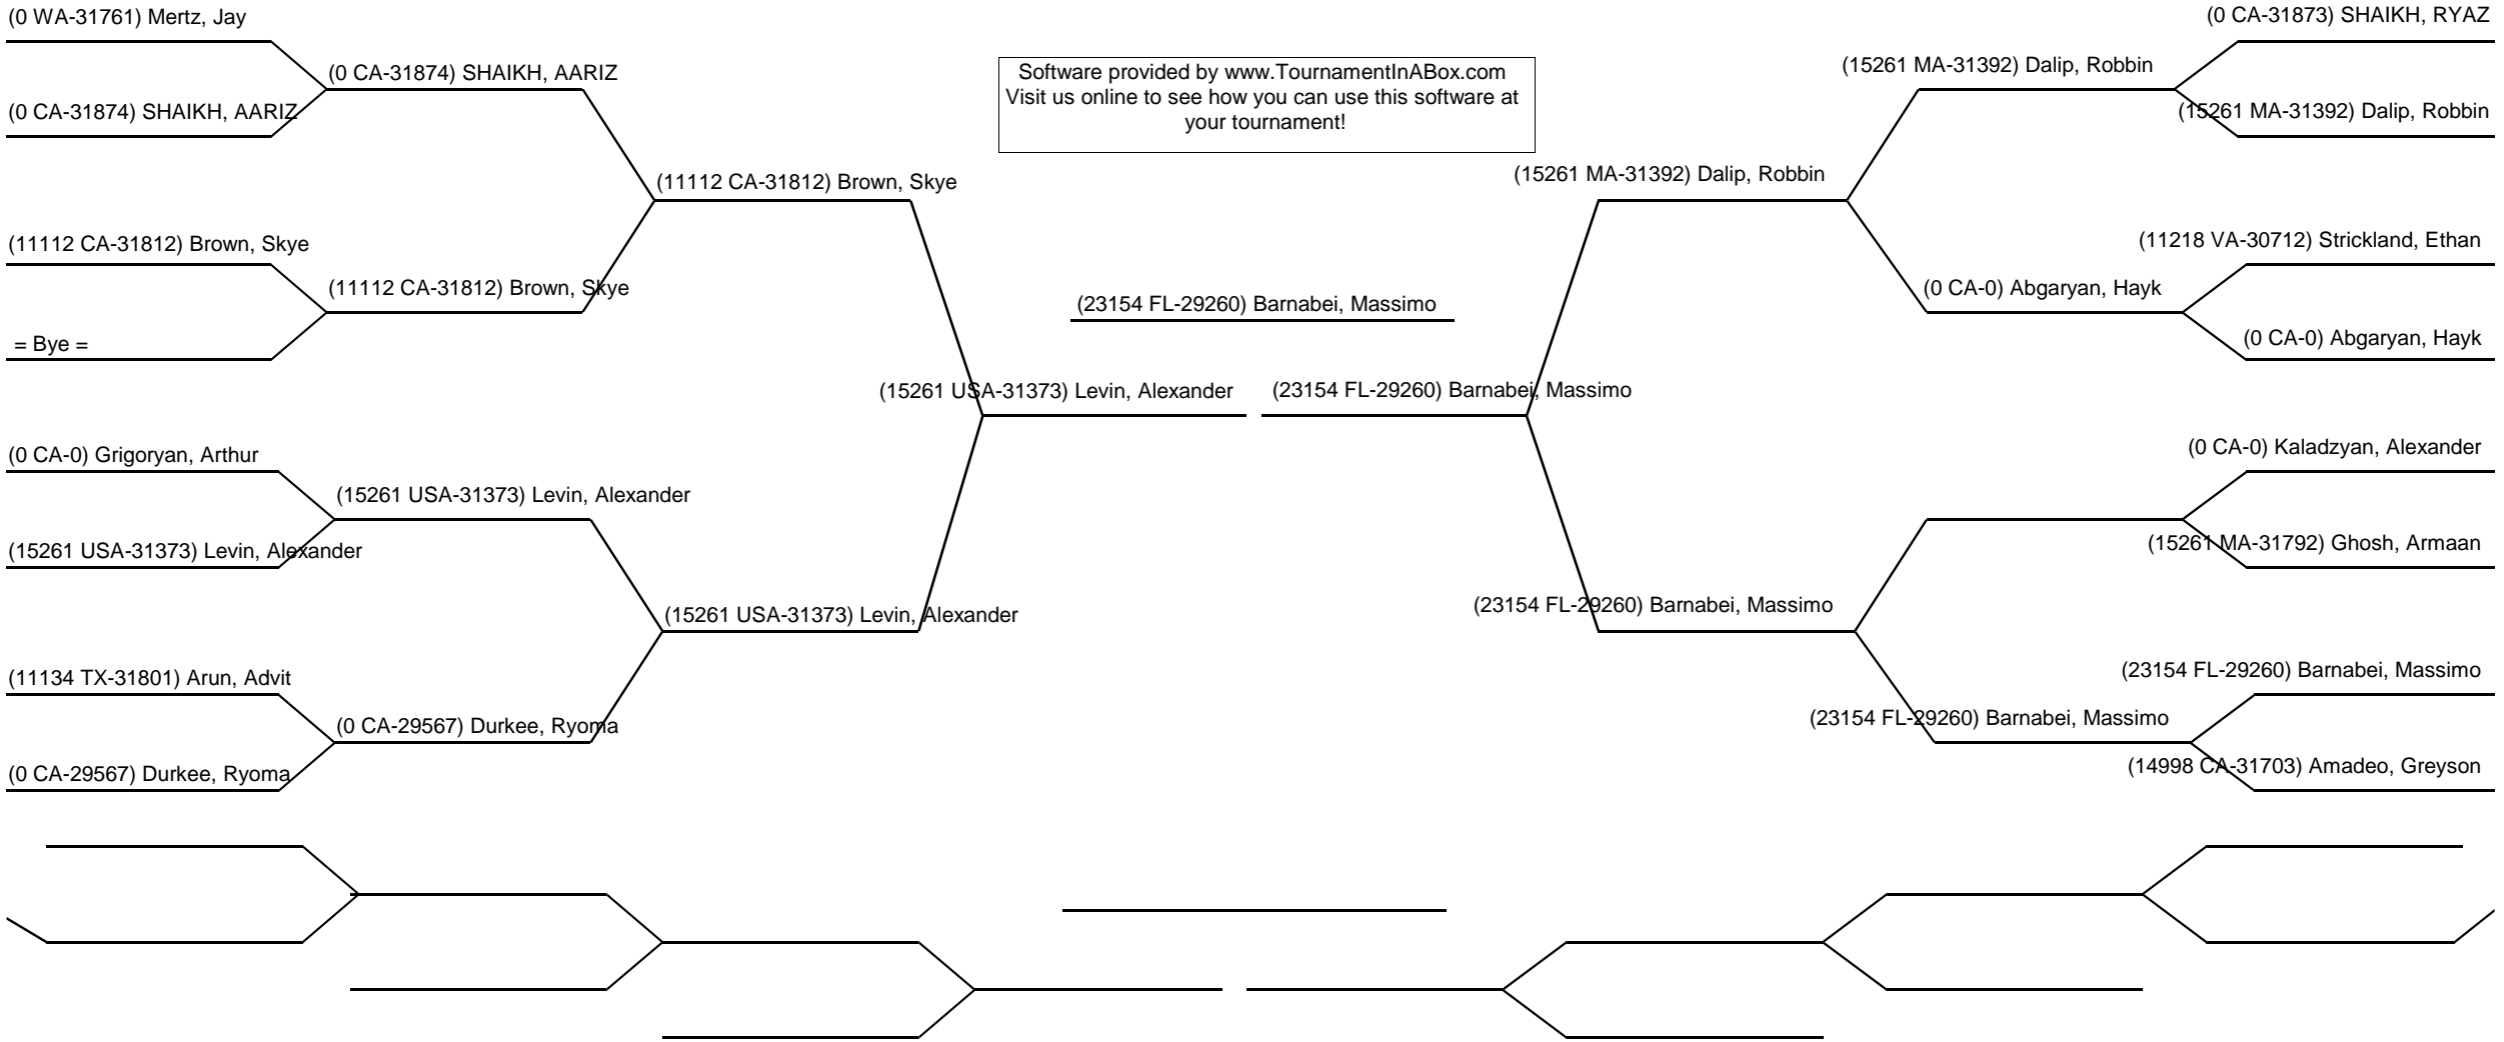 (0 WA-31761) Mertz, Jay
(0 CA-31874) SHAIKH, AARIZ
(0 CA-31874) SHAIKH, AARIZ
(11112 CA-31812) Brown, Skye
(11112 CA-31812) Brown, Skye
(11112 CA-31812) Brown, Skye
= Bye =
(0 CA-0) Grigoryan, Arthur
(15261 USA-31373) Levin, Alexander
(15261 USA-31373) Levin, Alexander
(15261 USA-31373) Levin, Alexander
(11134 TX-31801) Arun, Advit
(0 CA-29567) Durkee, Ryoma
(0 CA-29567) Durkee, Ryoma
(15261 USA-31373) Levin, Alexander
Software provided by www.TournamentInABox.com
Visit us online to see how you can use this software at
your tournament!
(23154 FL-29260) Barnabei, Massimo
(23154 FL-29260) Barnabei, Massimo
(15261 MA-31392) Dalip, Robbin
(15261 MA-31392) Dalip, Robbin
(0 CA-31873) SHAIKH, RYAZ
(15261 MA-31392) Dalip, Robbin
(11218 VA-30712) Strickland, Ethan
(0 CA-0) Abgaryan, Hayk
(0 CA-0) Abgaryan, Hayk
(0 CA-0) Kaladzyan, Alexander
(15261 MA-31792) Ghosh, Armaan
(23154 FL-29260) Barnabei, Massimo
(23154 FL-29260) Barnabei, Massimo
(23154 FL-29260) Barnabei, Massimo
(14998 CA-31703) Amadeo, Greyson